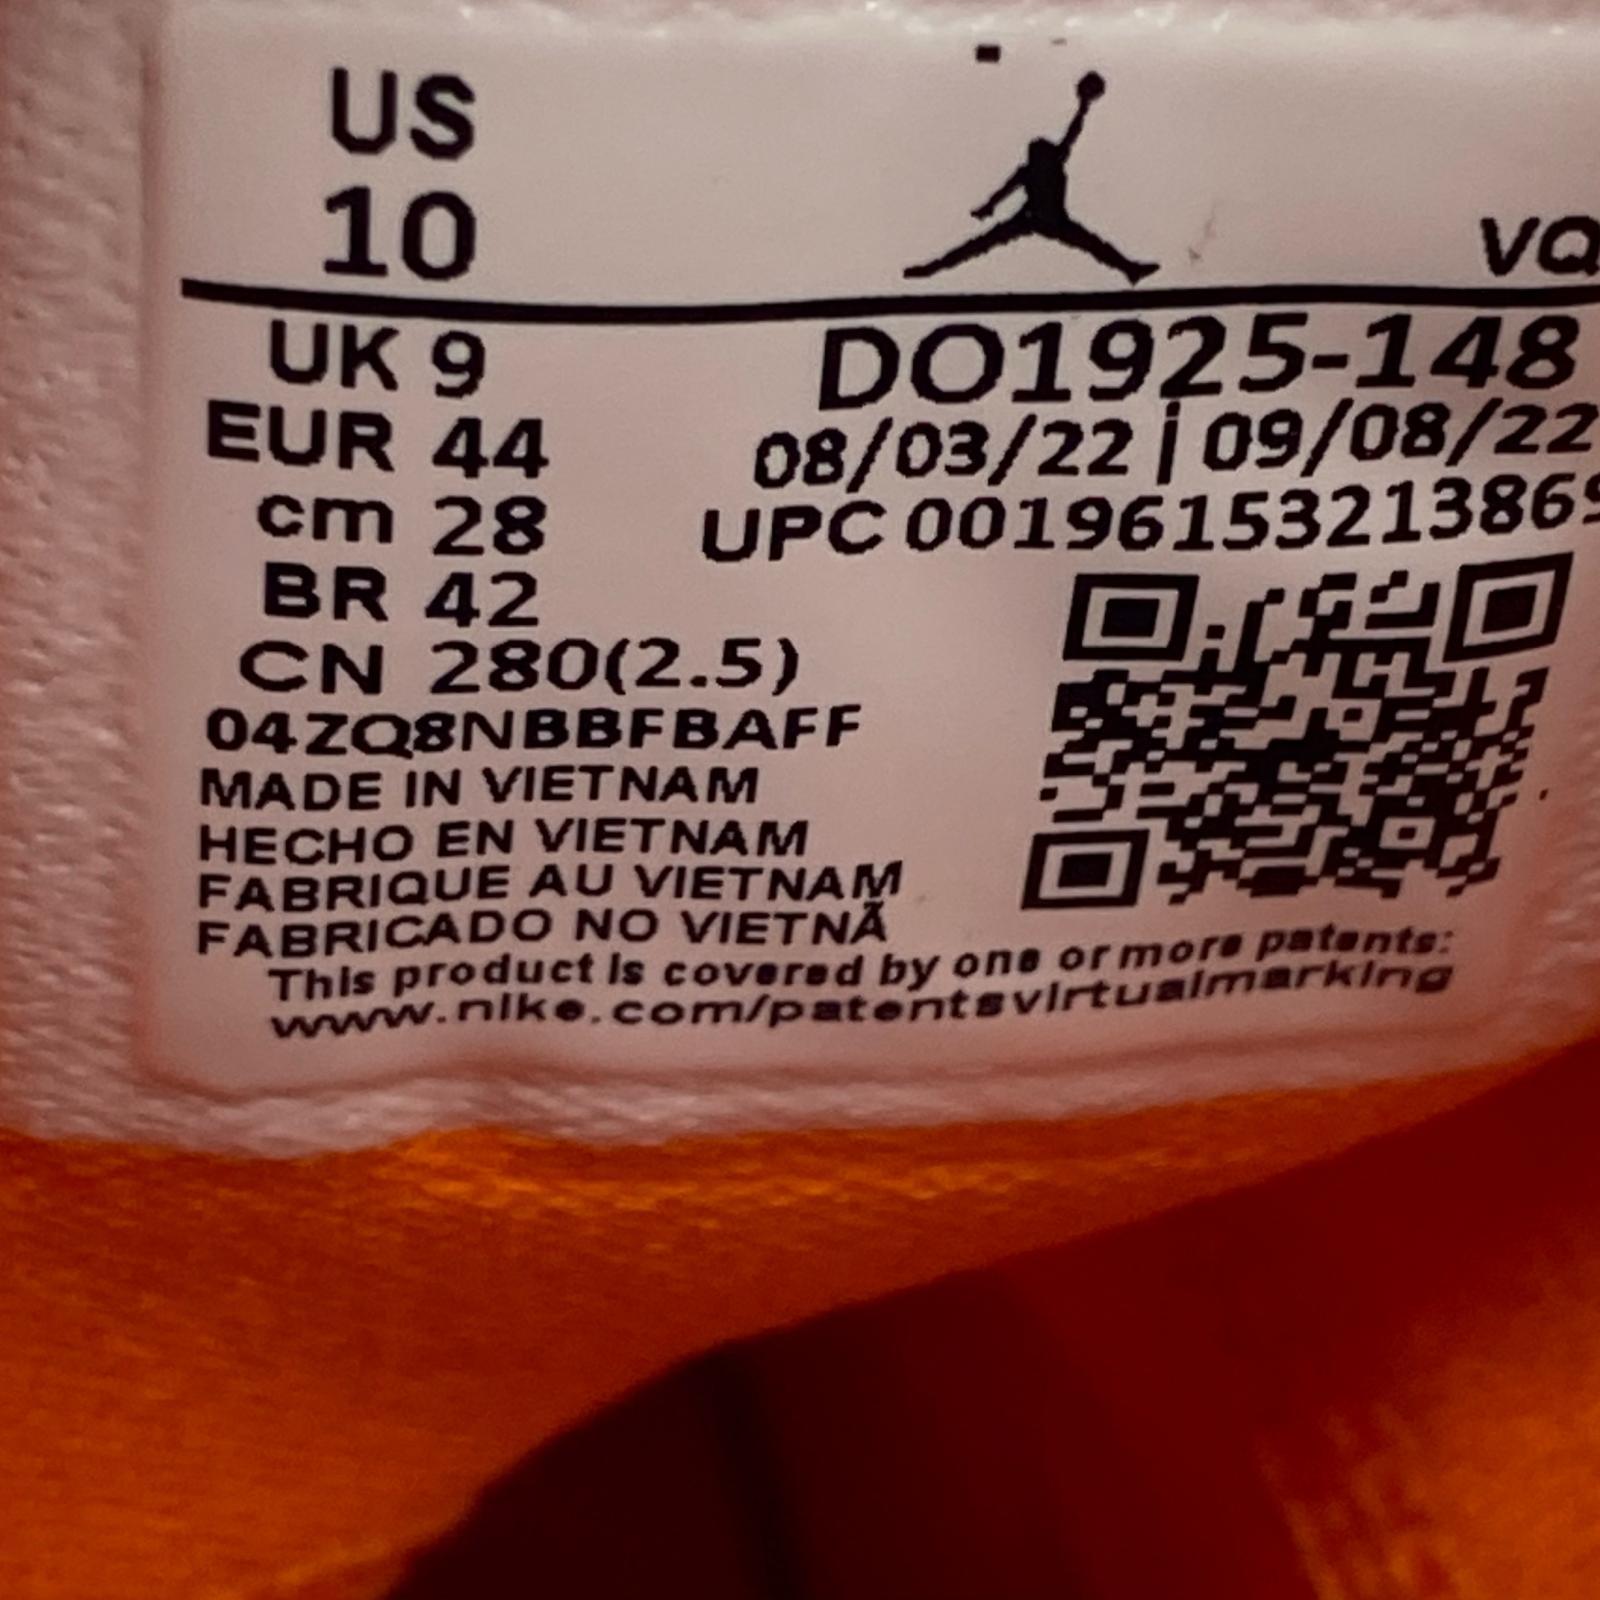 US
10
VQ
UK 9
EUR 44
cm 28
BR 42
CN 280(2.5)
DO1925-148
08/03/22 | 09/08/22
UPC 00196153213869
04ZQ8NBBFBAFF
MADE IN VIETNAM
HECHO EN VIETNAM
FABRIQUE AU VIETNAM
FABRICADO NO VIETNÃ
This product is covered by one or more patents:
www.nike.com/patentsvirtualmarking